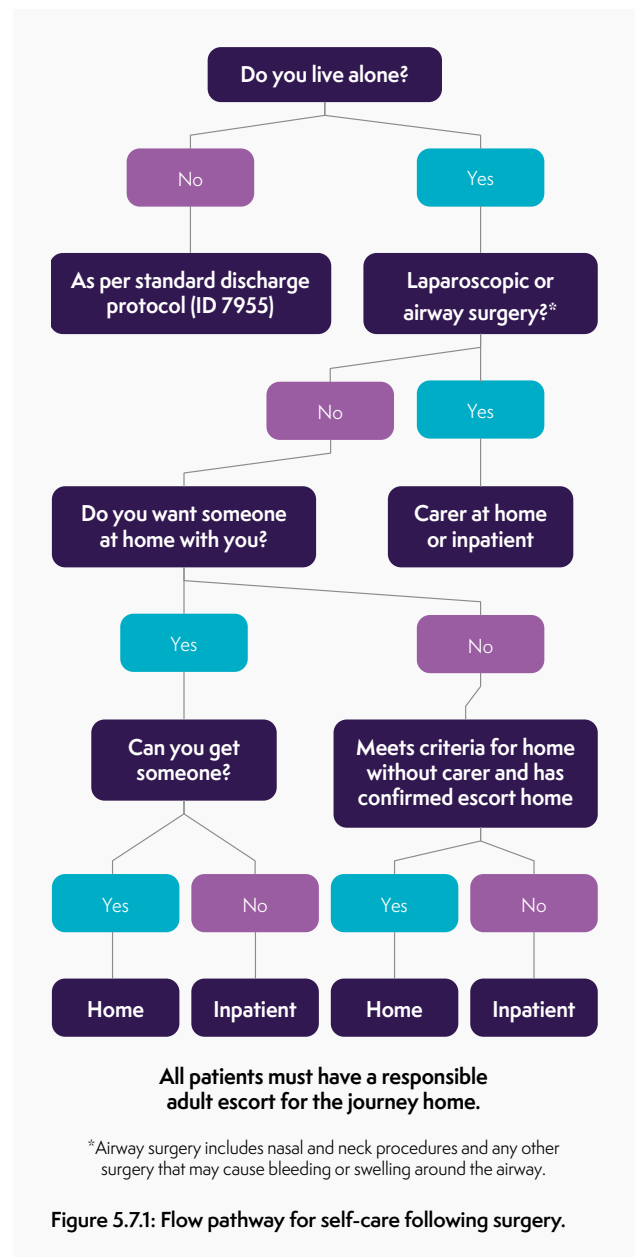 Do you live alone?
No
Yes
As per standard discharge
protocol (ID 7955)
Laparoscopic or
airway surgery?*
No
Yes
Do you want someone
at home with you?
Carer at home
or inpatient
Yes
No
Can you get
someone?
Meets criteria for home
without carer and has
confirmed escort home
Yes
No
Yes
No
Home
Inpatient
Home
Inpatient
All patients must have a responsible
adult escort for the journey home.
*Airway surgery includes nasal and neck procedures and any other
surgery that may cause bleeding or swelling around the airway.
Figure 5.7.1: Flow pathway for self-care following surgery.